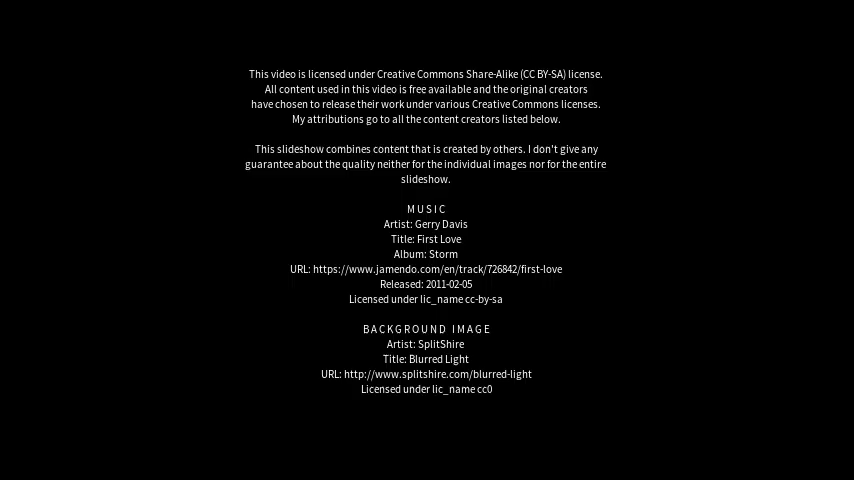 This video is licensed under Creative Commons Share-Alike (CC BY-SA) license.
All content used in this video is free available and the original creators
have chosen to release their work under various Creative Commons licenses.
My attributions go to all the content creators listed below.
This slideshow combines content that is created by others. I don't give any
guarantee about the quality neither for the individual images nor for the entire
slideshow.
MUSIC
Artist: Gerry Davis
Title: First Love
Album: Storm
URL: https://www.jamendo.com/en/track/726842/first-love
Released: 2011-02-05
Licensed under lic_name cc-by-sa
BACKGROUND IMAGE
Artist: SplitShire
Title: Blurred Light
URL: http://www.splitshire.com/blurred-light
Licensed under lic_name cc0